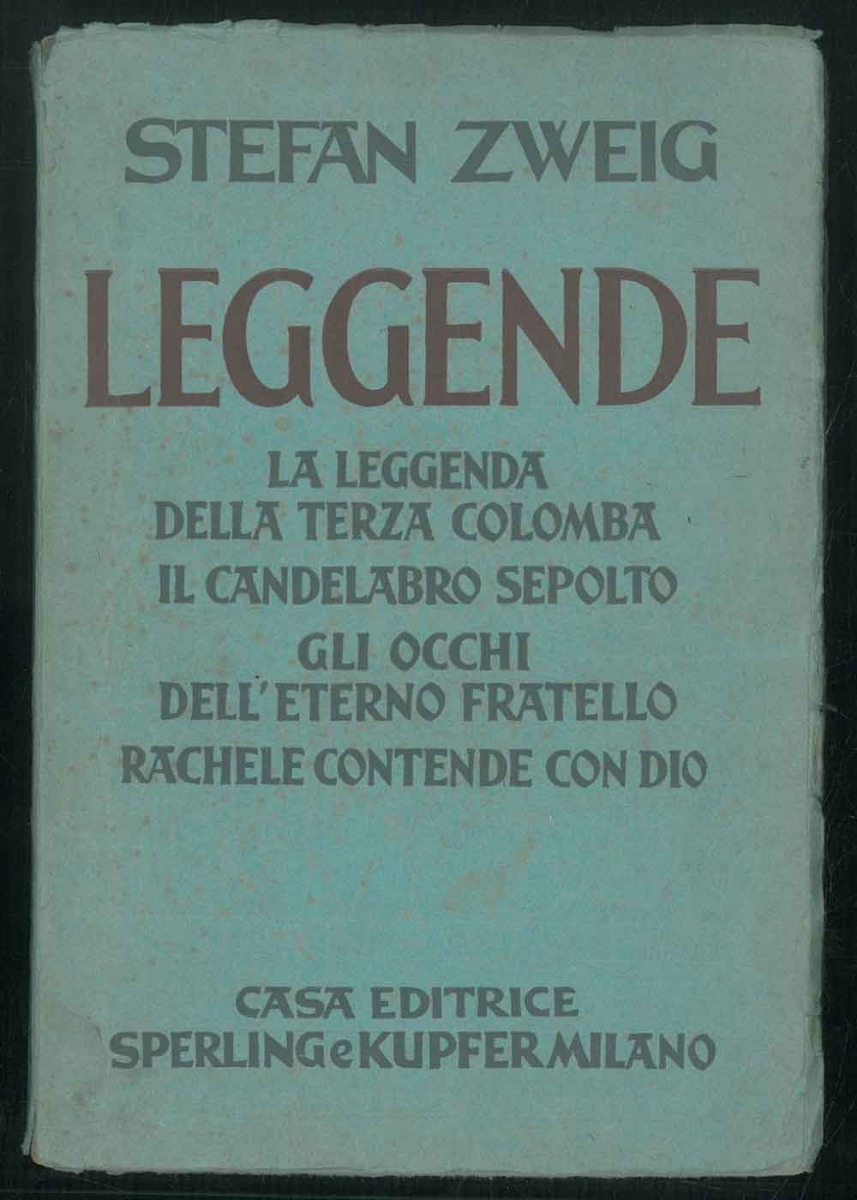 STEFAN ZWEIG
LEGGENDE
LA LEGGENDA
DELLA TERZA COLOMBA
IL CANDELABRO SEPOLTO
GLI OCCHI
DELL'ETERNO FRATELLO
RACHELE CONTENDE CON DIO
CASA EDITRICE
SPERLING e KUPFER MILANO